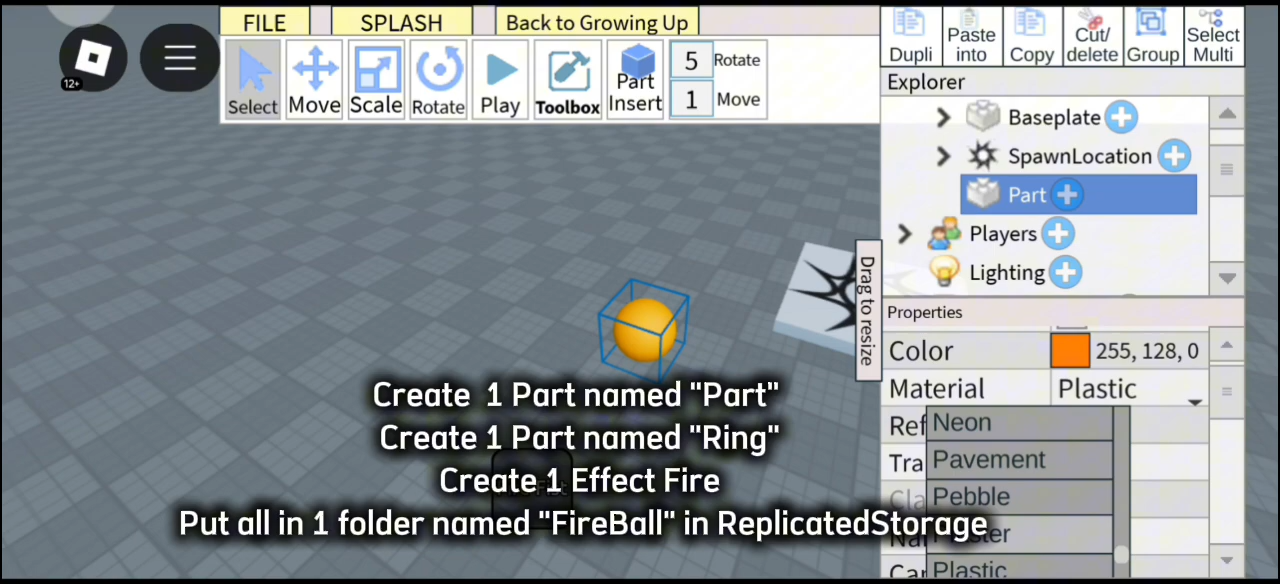 FILE
SPLASH
Back to Growing Up
12+
Select
Move
Scale
Rotate
Play
Toolbox
Part
Insert
5 Rotate
1 Move
Dupli
Paste
into
Copy
Cut/
delete
Group
Select
Multi
Explorer
Baseplate
SpawnLocation
Part
Players
Lighting
Drag to resize
Properties
Color 255, 128, 0
Material Plastic
Ref
Neon
Tra
Pavement
Cla
Pebble
Plastic
Create 1 Part named "Part"
Create 1 Part named "Ring"
Create 1 Effect Fire
Put all in 1 folder named "FireBall" in ReplicatedStorage